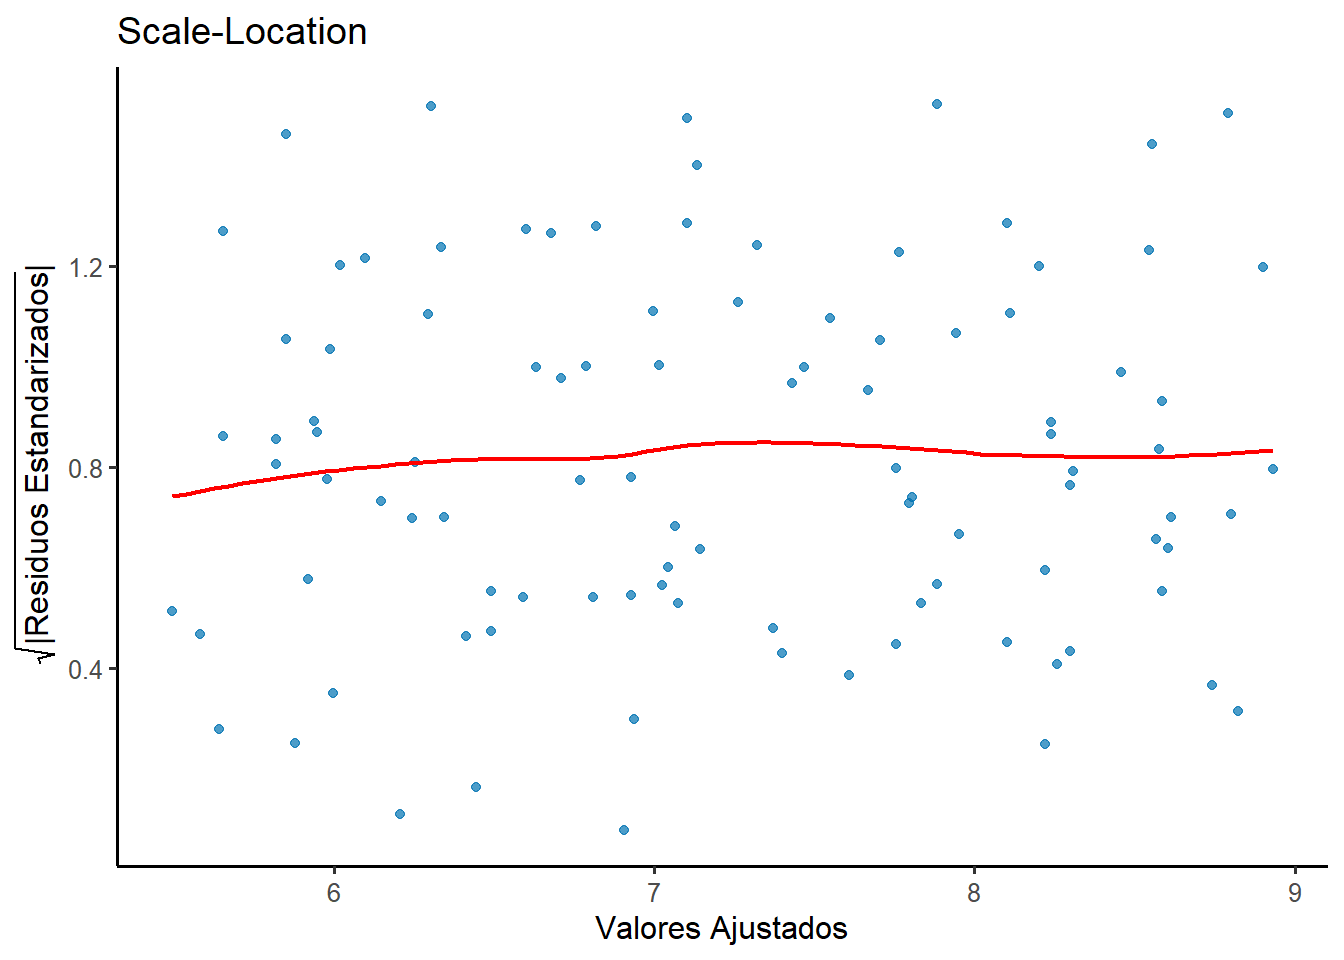 Scale-Location
√|Residuos Estandarizados|
1.2
0.8
0.4
6 7 8 9
Valores Ajustados